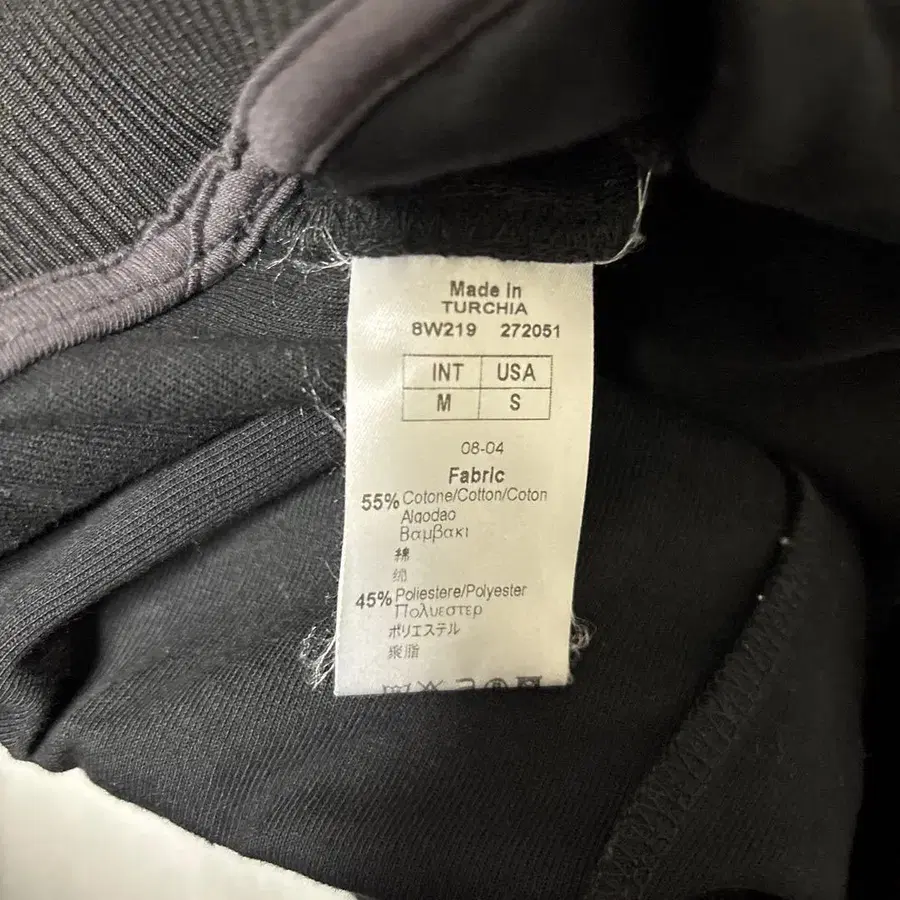 Made in
TURCHIA
8W219 272051
INT USA
M S
08-04
Fabric
55% Cotone/Cotton/Coton
Algodao
Βαμβακι
綿
绵
45% Poliestere/Polyester
Πολυεστερ
ポリエステル
聚脂